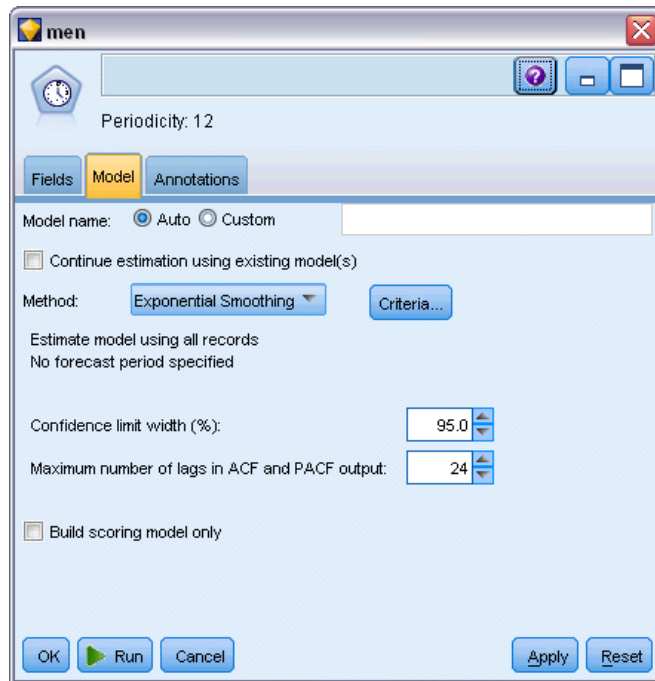 men
Periodicity: 12
Fields Model Annotations
Model name: Auto Custom
Continue estimation using existing model(s)
Method: Exponential Smoothing Criteria...
Estimate model using all records
No forecast period specified
Confidence limit width (%): 95.0
Maximum number of lags in ACF and PACF output: 24
Build scoring model only
OK Run Cancel Apply Reset